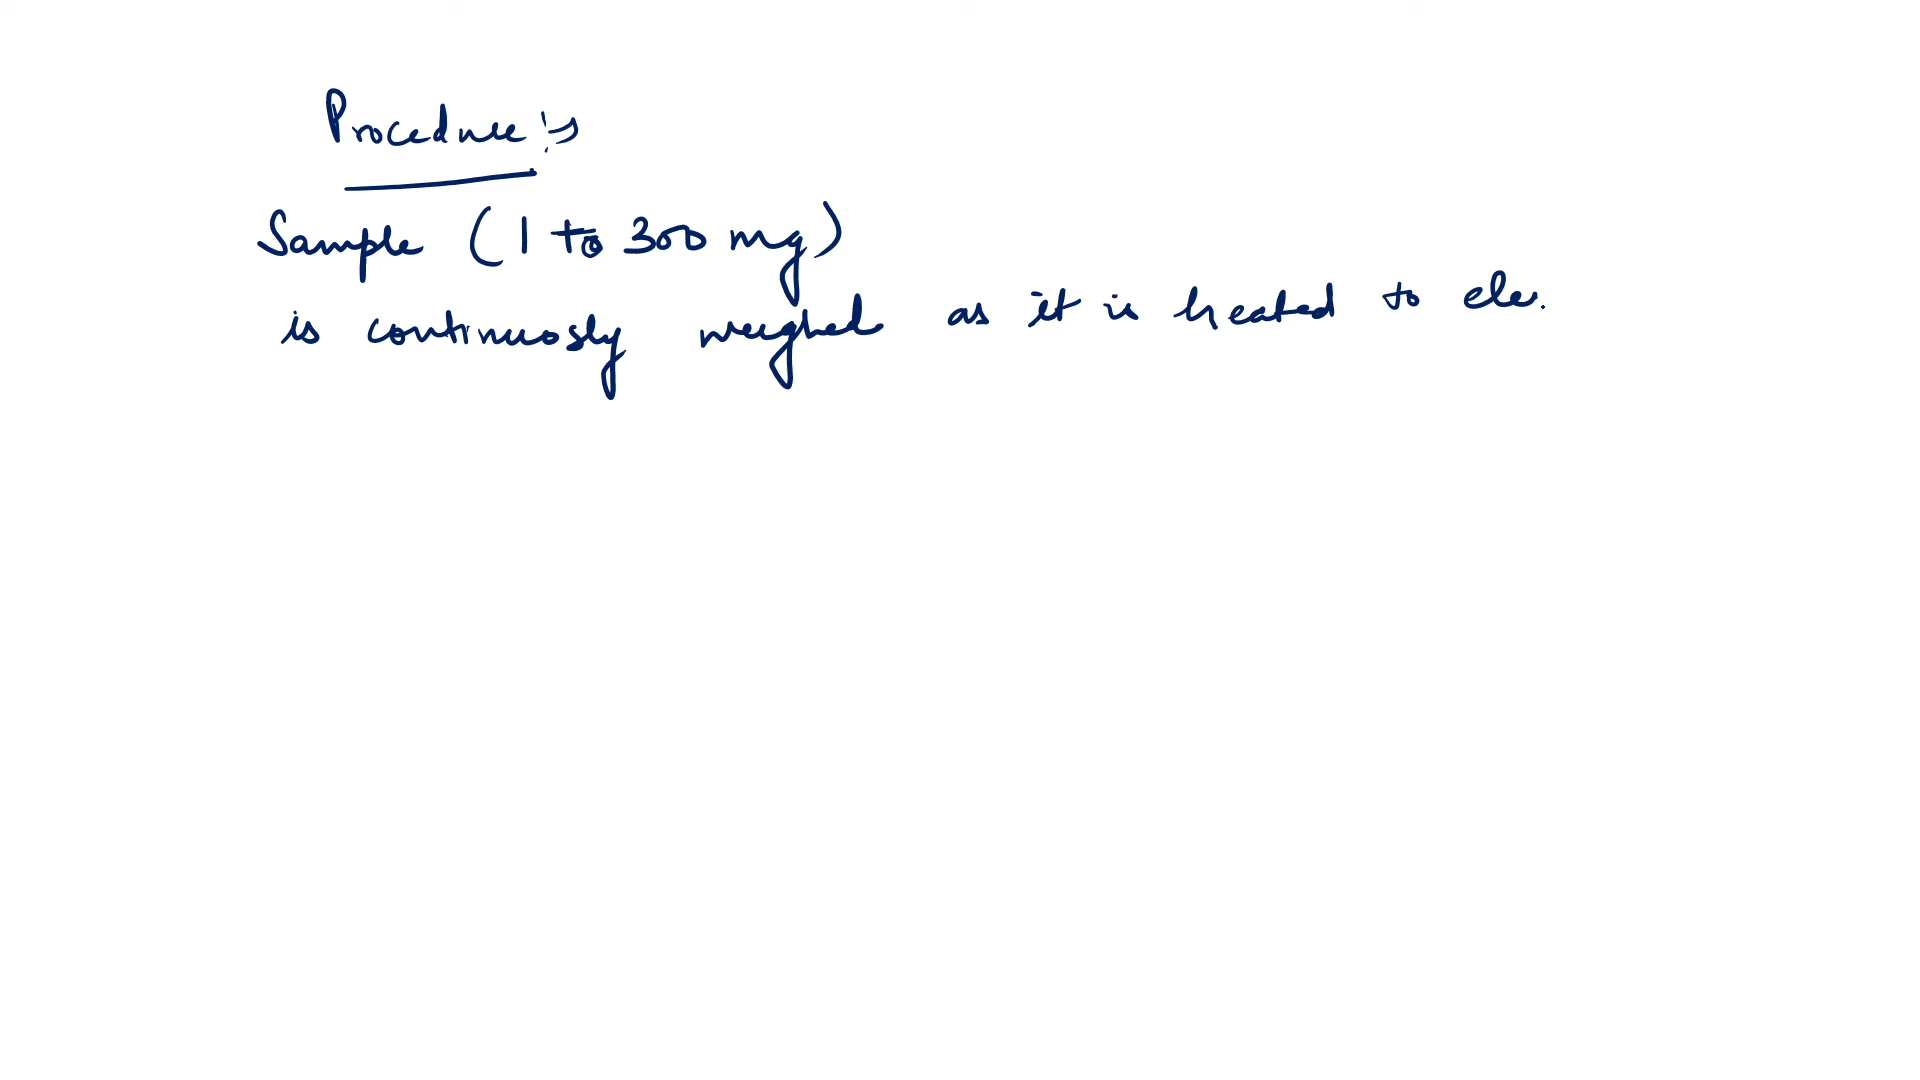 Procedure :→
Sample (1 to 300 mg)
is continuosly weighed as it is heated to ele.